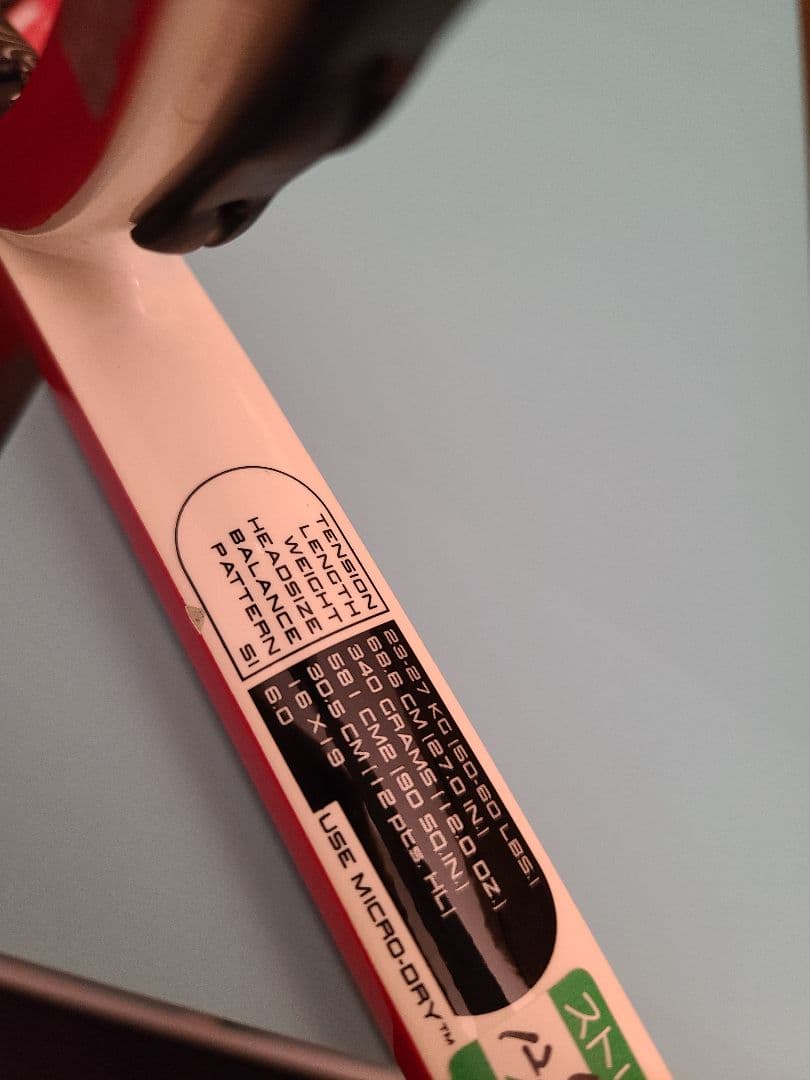 TENSION 23-27 KG (50-60 LBS.)
LENGTH 68.6 CM (27.0 IN.)
WEIGHT 340 GRAMS (12.0 OZ.)
HEADSIZE 581 CM2 (90 SQ.IN.)
BALANCE 30.5 CM (12 pts. HL)
PATTERN 16 X 19
SI 6.0
USE MICRO-DRY™
スト